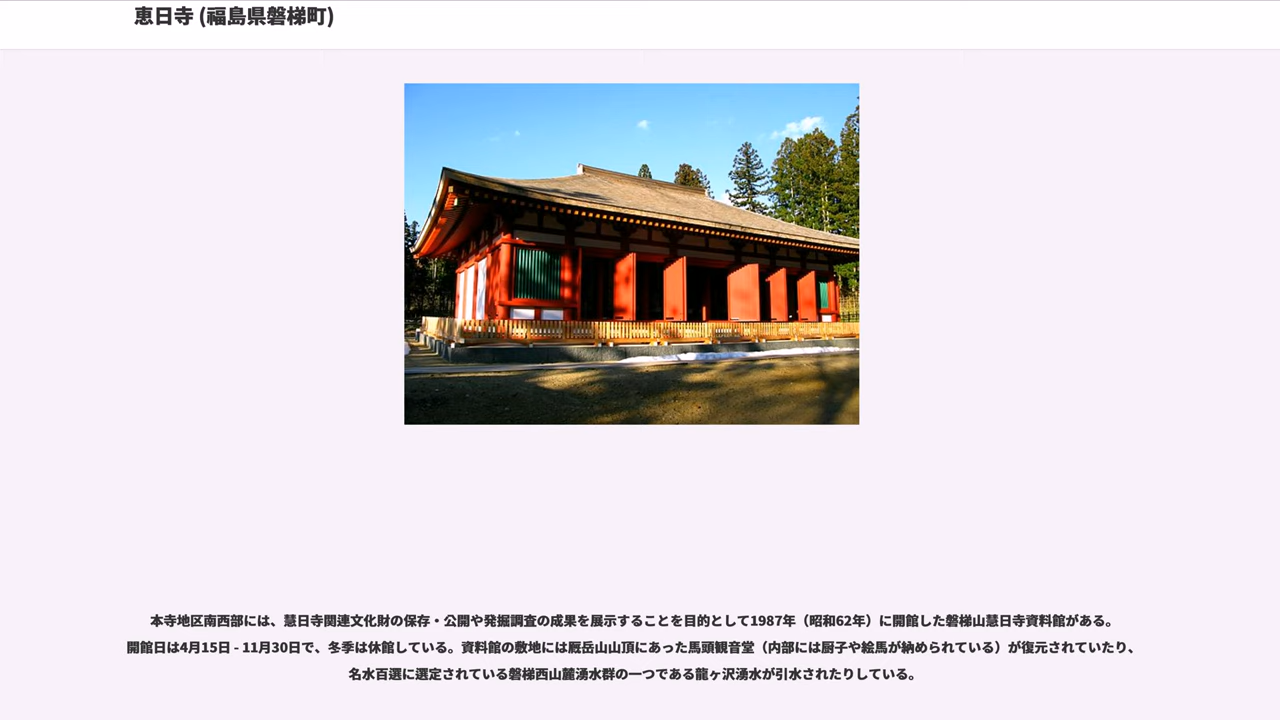 恵日寺 (福島県磐梯町)
本寺地区南西部には、慧日寺関連文化財の保存・公開や発掘調査の成果を展示することを目的として1987年（昭和62年）に開館した磐梯山慧日寺資料館がある。
開館日は4月15日 - 11月30日で、冬季は休館している。資料館の敷地には厩岳山山頂にあった馬頭観音堂（内部には厨子や絵馬が納められている）が復元されていたり、
名水百選に選定されている磐梯西山麓湧水群の一つである龍ヶ沢湧水が引水されたりしている。